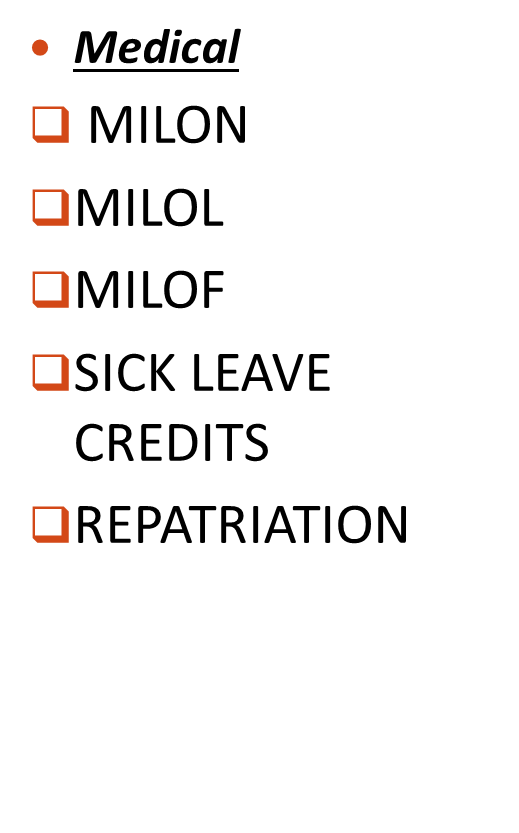 • Medical
❑ MILON
❑MILOL
❑MILOF
❑SICK LEAVE
CREDITS
❑REPATRIATION